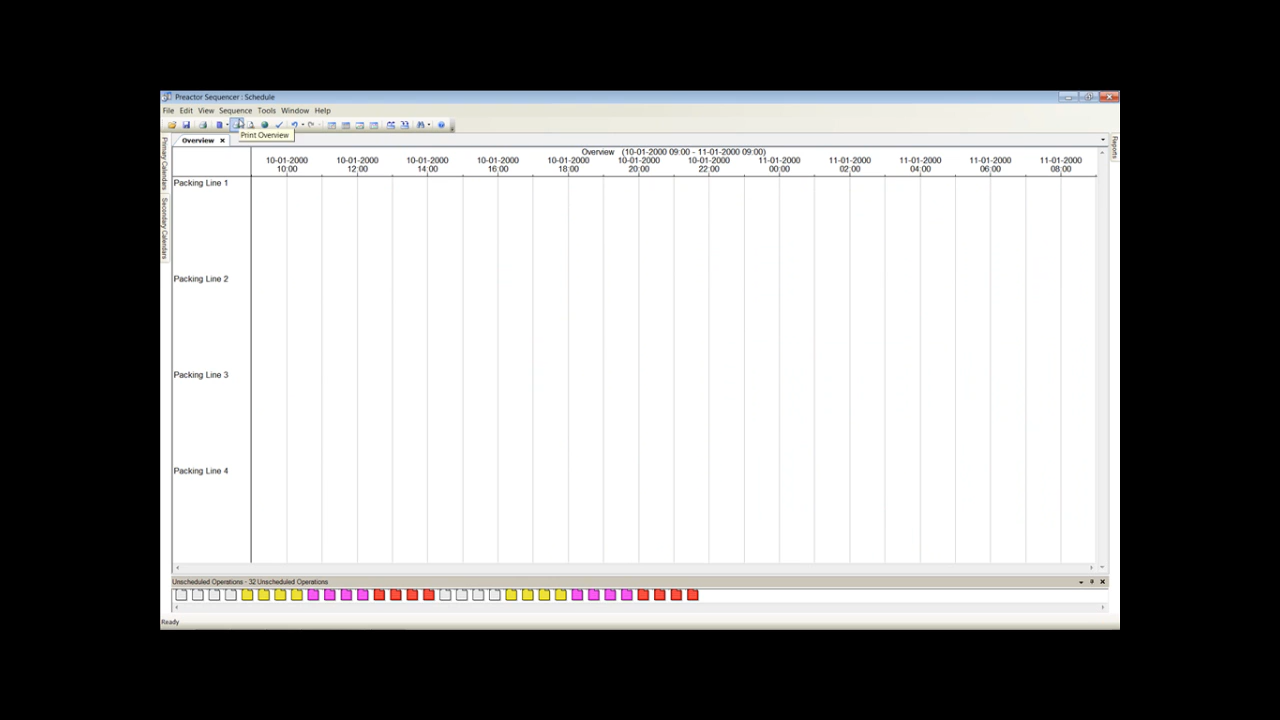 Preactor Sequencer : Schedule
File Edit View Sequence Tools Window Help
Print Overview
Overview
Primary Calendars
Secondary Calendars
Reports
Overview (10-01-2000 09:00 - 11-01-2000 09:00)
10-01-2000 10-01-2000 10-01-2000 10-01-2000 10-01-2000 10-01-2000 10-01-2000 11-01-2000 11-01-2000 11-01-2000 11-01-2000 11-01-2000
10:00 12:00 14:00 16:00 18:00 20:00 22:00 00:00 02:00 04:00 06:00 08:00
Packing Line 1
Packing Line 2
Packing Line 3
Packing Line 4
Unscheduled Operations - 32 Unscheduled Operations
Ready